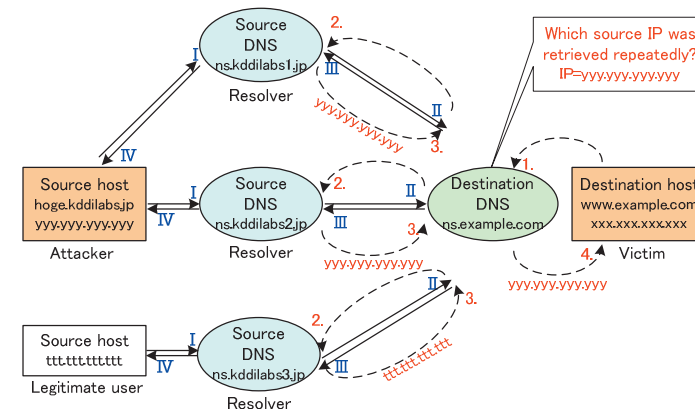 Source
DNS
ns.kddilabs1.jp
Resolver
I
IV
2.
III
II
3.
yyy.yyy.yyy.yyy
Which source IP was
retrieved repeatedly?
IP=yyy.yyy.yyy.yyy
Source host
hoge.kddilabs.jp
yyy.yyy.yyy.yyy
Attacker
I
IV
Source
DNS
ns.kddilabs2.jp
Resolver
2.
II
III
3.
yyy.yyy.yyy.yyy
Destination
DNS
ns.example.com
1.
4.
yyy.yyy.yyy.yyy
Destination host
www.example.com
xxx.xxx.xxx.xxx
Victim
Source host
ttt.ttt.ttt.ttt
Legitimate user
I
IV
Source
DNS
ns.kddilabs3.jp
Resolver
2.
II
III
3.
ttt.ttt.ttt.ttt